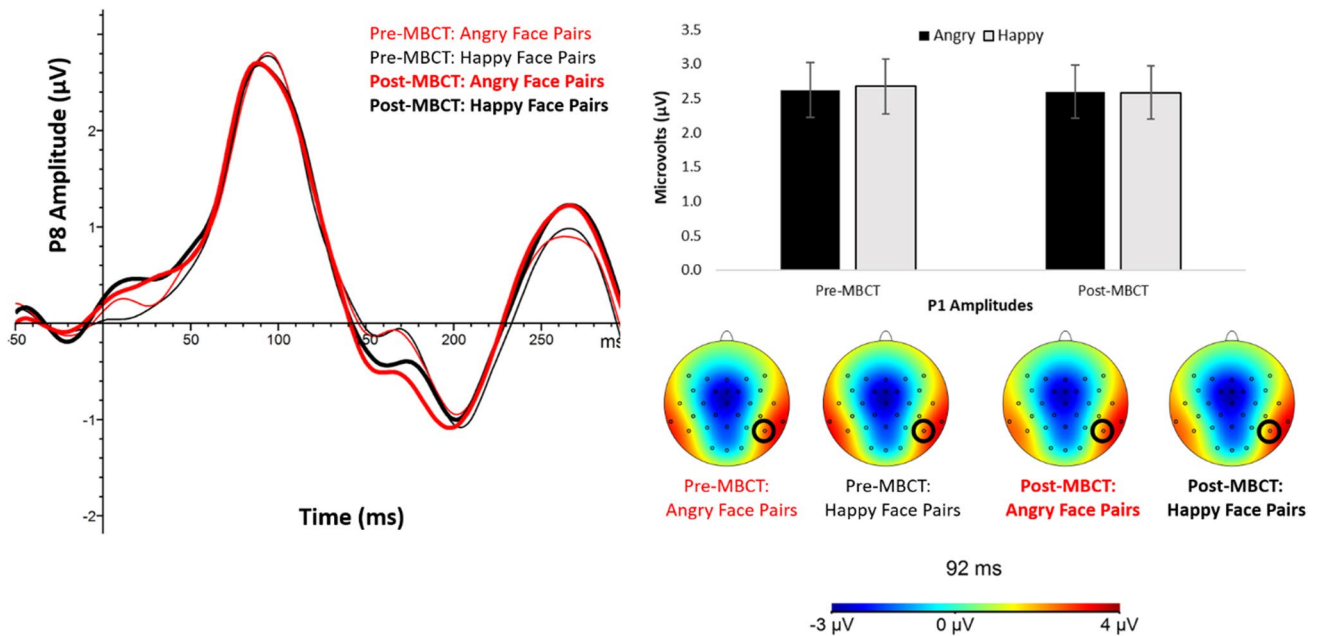 P8 Amplitude (µV)
Pre-MBCT: Angry Face Pairs
Pre-MBCT: Happy Face Pairs
Post-MBCT: Angry Face Pairs
Post-MBCT: Happy Face Pairs
2
1
-1
-2
-50
50
100
50
200
250
ms
Time (ms)
Angry Happy
Microvolts (µV)
3.5
3.0
2.5
2.0
1.5
1.0
0.5
0.0
Pre-MBCT
Post-MBCT
P1 Amplitudes
Pre-MBCT:
Angry Face Pairs
Pre-MBCT:
Happy Face Pairs
Post-MBCT:
Angry Face Pairs
Post-MBCT:
Happy Face Pairs
92 ms
-3 µV
0 µV
4 µV